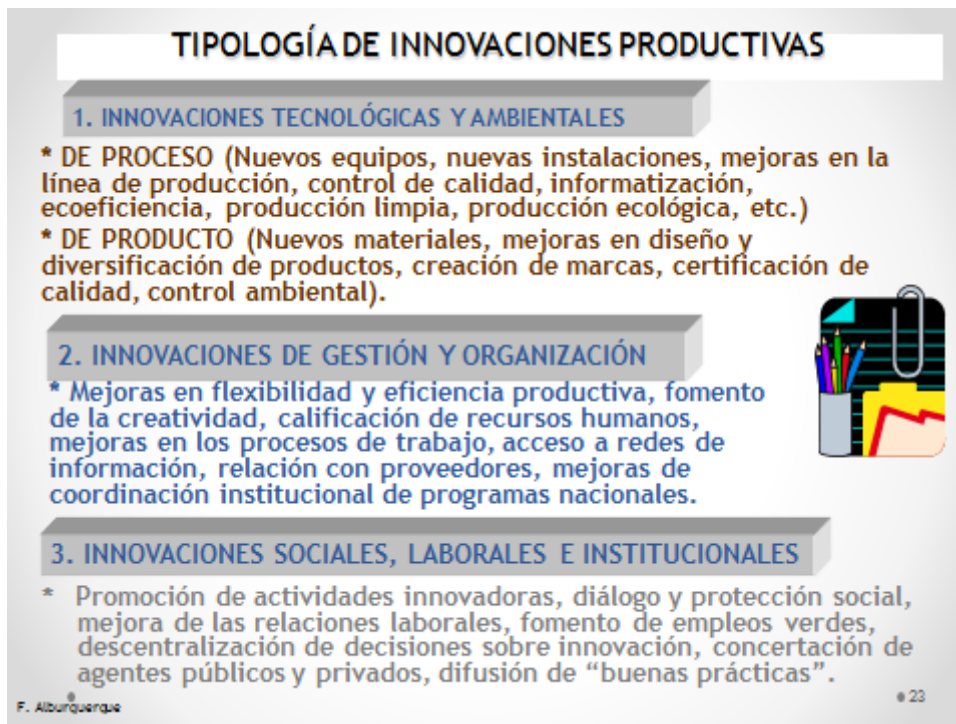 TIPOLOGÍA DE INNOVACIONES PRODUCTIVAS
1. INNOVACIONES TECNOLÓGICAS Y AMBIENTALES
* DE PROCESO (Nuevos equipos, nuevas instalaciones, mejoras en la
línea de producción, control de calidad, informatización,
ecoeficiencia, producción limpia, producción ecológica, etc.)
* DE PRODUCTO (Nuevos materiales, mejoras en diseño y
diversificación de productos, creación de marcas, certificación de
calidad, control ambiental).
2. INNOVACIONES DE GESTIÓN Y ORGANIZACIÓN
* Mejoras en flexibilidad y eficiencia productiva, fomento
de la creatividad, calificación de recursos humanos,
mejoras en los procesos de trabajo, acceso a redes de
información, relación con proveedores, mejoras de
coordinación institucional de programas nacionales.
3. INNOVACIONES SOCIALES, LABORALES E INSTITUCIONALES
* Promoción de actividades innovadoras, diálogo y protección social,
mejora de las relaciones laborales, fomento de empleos verdes,
descentralización de decisiones sobre innovación, concertación de
agentes públicos y privados, difusión de “buenas prácticas”.
F. Alburquerque
23